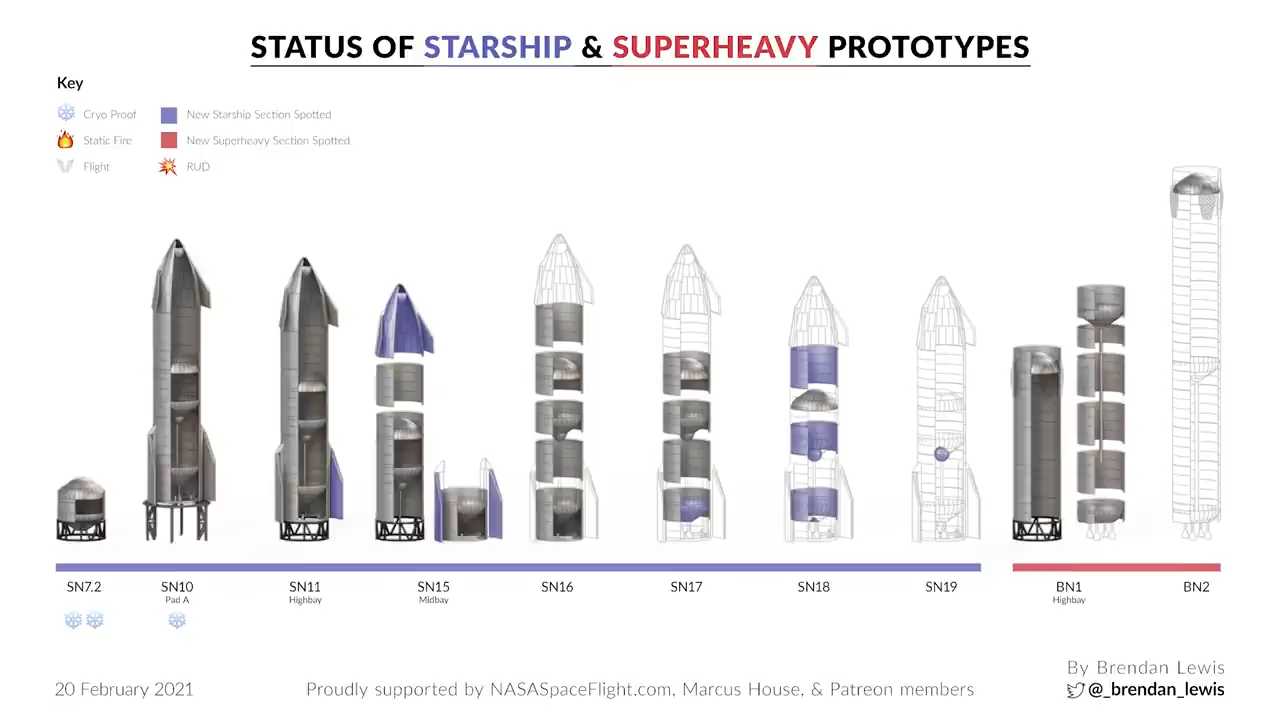 STATUS OF STARSHIP & SUPERHEAVY PROTOTYPES
Key
Cryo Proof
New Starship Section Spotted
Static Fire
New Superheavy Section Spotted
Flight
RUD
SN7.2
SN10
Pad A
SN11
Highbay
SN15
Midbay
SN16
SN17
SN18
SN19
BN1
Highbay
BN2
By Brendan Lewis
20 February 2021
Proudly supported by NASASpaceFlight.com, Marcus House, & Patreon members
@_brendan_lewis